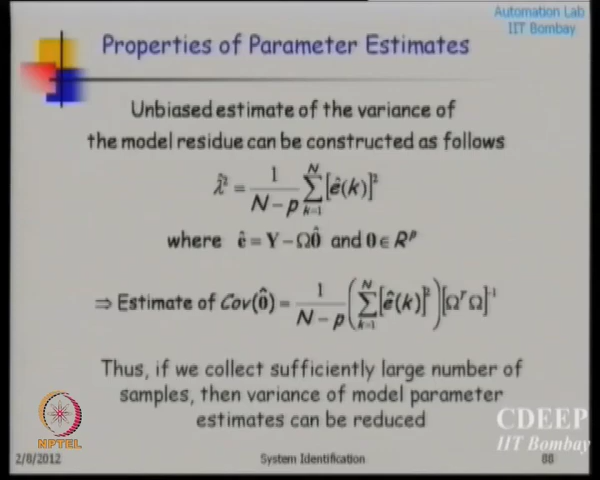 Automation Lab
IIT Bombay
Properties of Parameter Estimates
Unbiased estimate of the variance of
the model residue can be constructed as follows
λ̂² = 1/(N − p) ∑_{k=1}^{N} [ê(k)]²
where ê = Y − Ωθ̂ and θ ∈ R^p
⇒ Estimate of Cov(θ̂) = 1/(N − p) (∑_{k=1}^{N} [ê(k)]²) [Ω^T Ω]^{-1}
Thus, if we collect sufficiently large number of
samples, then variance of model parameter
estimates can be reduced
NPTEL
CDEEP
IIT Bombay
2/8/2012 System Identification 88